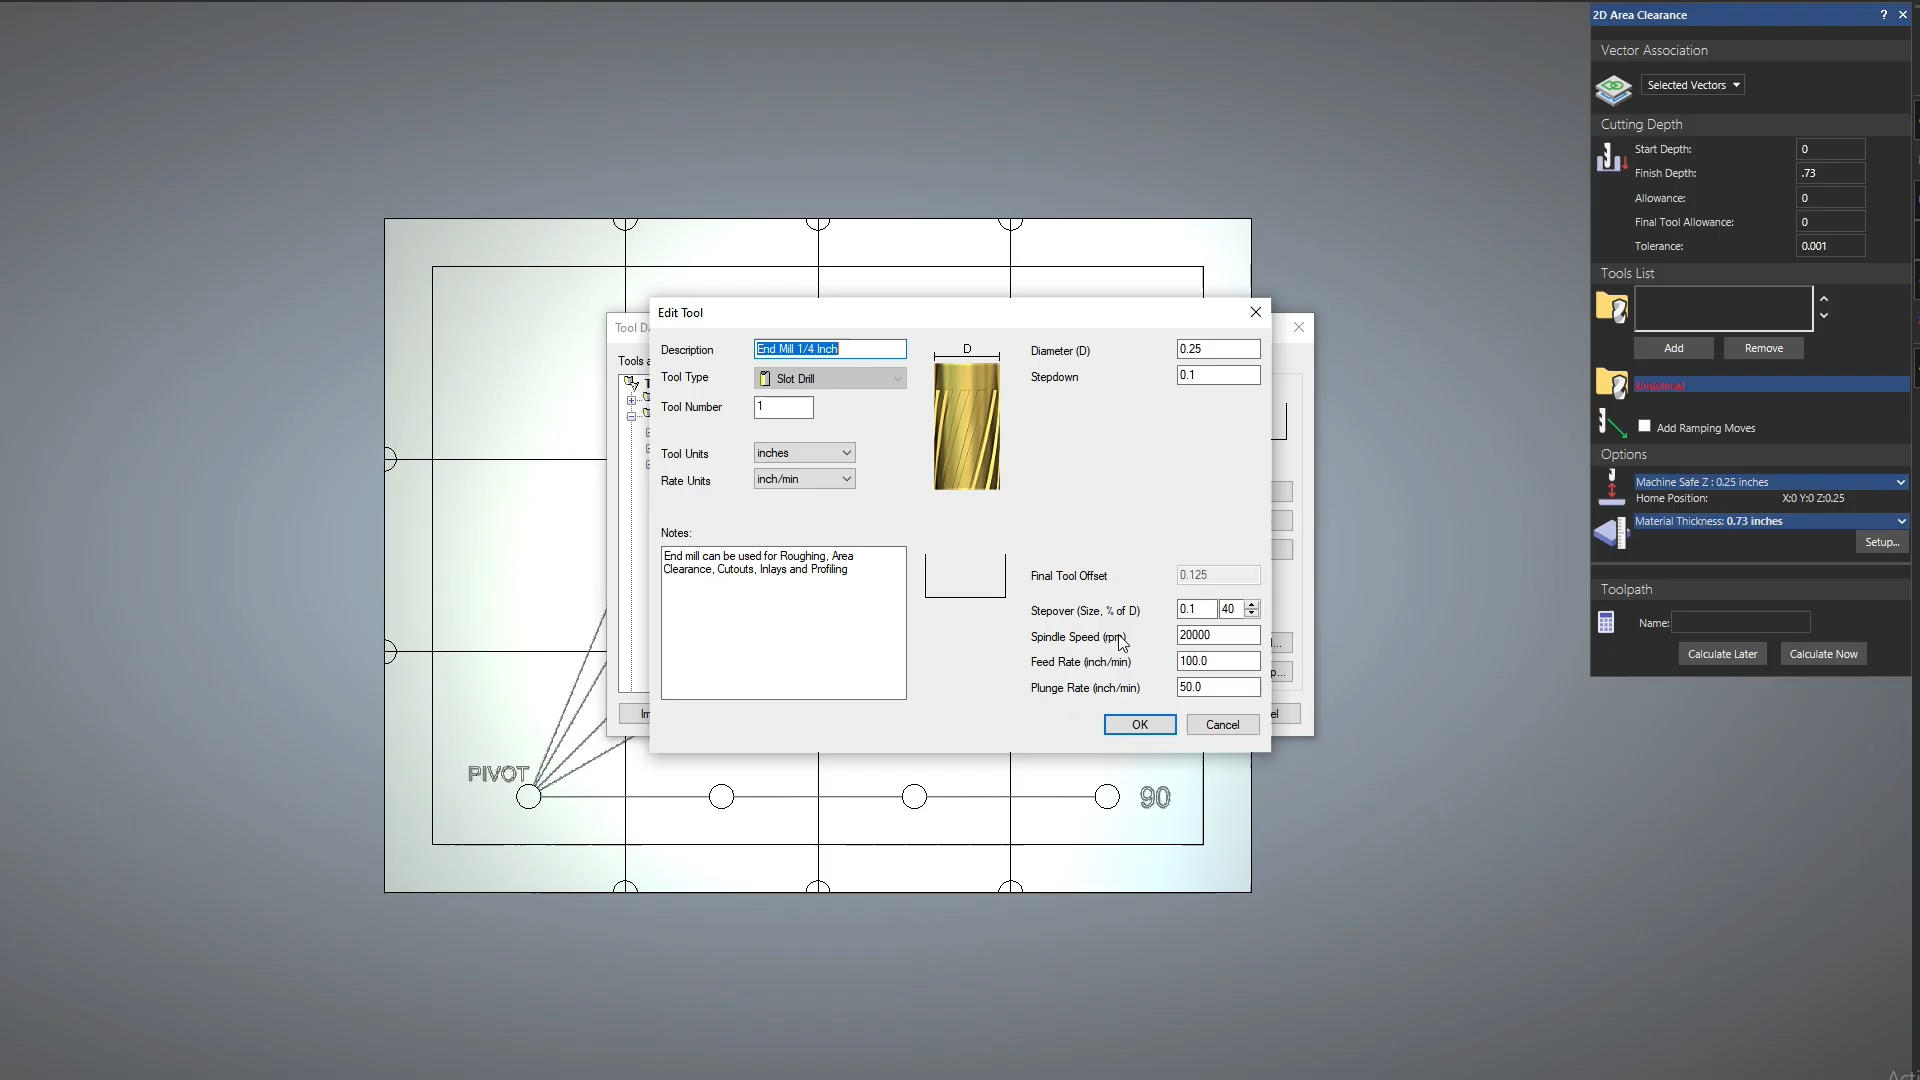 2D Area Clearance ? ×
Vector Association
Selected Vectors
Cutting Depth
Start Depth: 0
Finish Depth: .73
Allowance: 0
Final Tool Allowance: 0
Tolerance: 0.001
Tools List
Add Remove
Undefined
Add Ramping Moves
Options
Machine Safe Z : 0.25 inches
Home Position: X:0 Y:0 Z:0.25
Material Thickness: 0.73 inches
Setup...
Toolpath
Name:
Calculate Later Calculate Now
Edit Tool
Description End Mill 1/4 Inch
Tool Type Slot Drill
Tool Number 1
Tool Units inches
Rate Units inch/min
Notes:
End mill can be used for Roughing, Area
Clearance, Cutouts, Inlays and Profiling
D
Diameter (D) 0.25
Stepdown 0.1
Final Tool Offset 0.125
Stepover (Size, % of D) 0.1 40
Spindle Speed (rpm) 20000
Feed Rate (inch/min) 100.0
Plunge Rate (inch/min) 50.0
OK Cancel
PIVOT
90